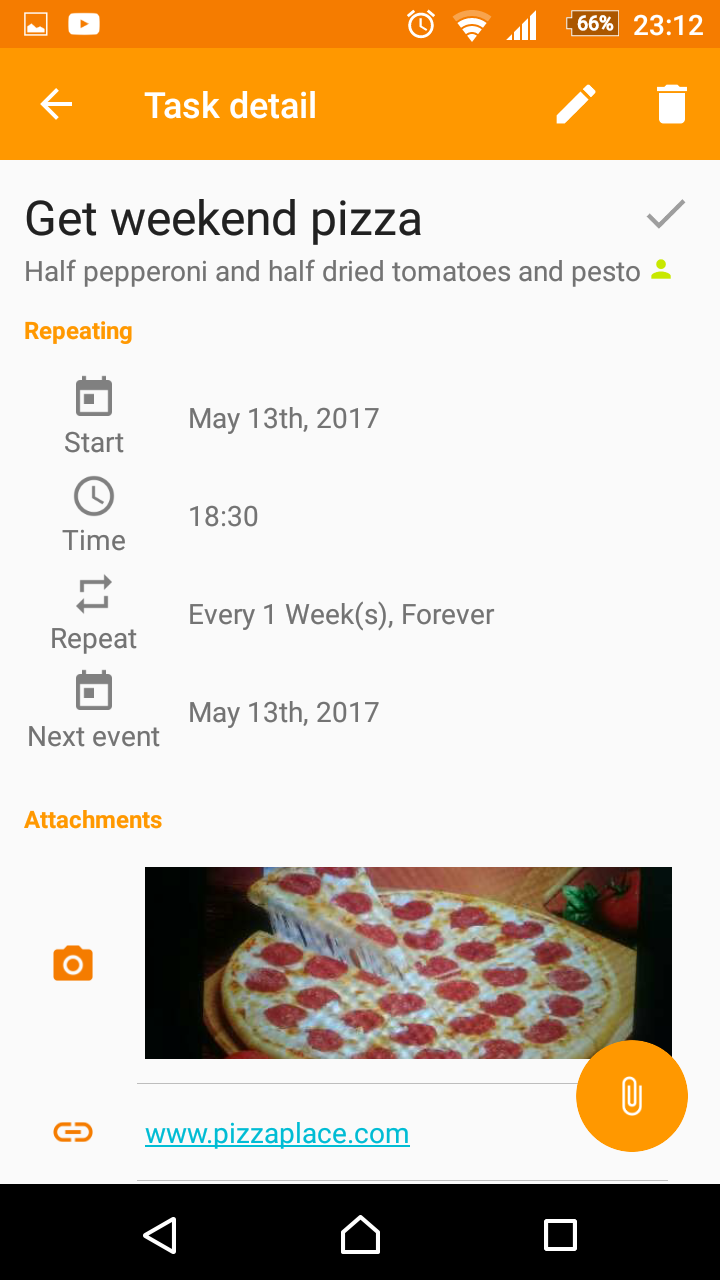 66% 23:12
Task detail
Get weekend pizza
Half pepperoni and half dried tomatoes and pesto
Repeating
Start
May 13th, 2017
Time
18:30
Repeat
Every 1 Week(s), Forever
Next event
May 13th, 2017
Attachments
www.pizzaplace.com